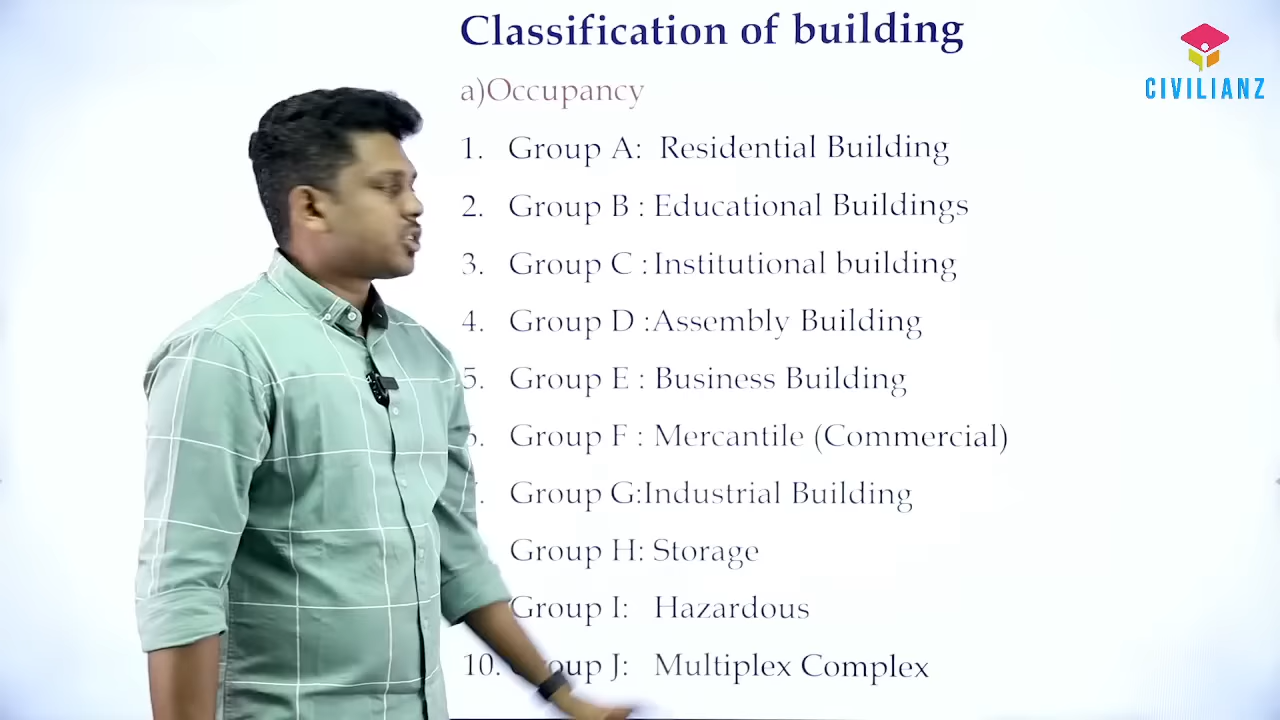 Classification of building
CIVILIANZ
a)Occupancy
1. Group A: Residential Building
2. Group B : Educational Buildings
3. Group C : Institutional building
4. Group D : Assembly Building
5. Group E : Business Building
Group F : Mercantile (Commercial)
Group G:Industrial Building
Group H: Storage
Group I: Hazardous
10. Group J: Multiplex Complex